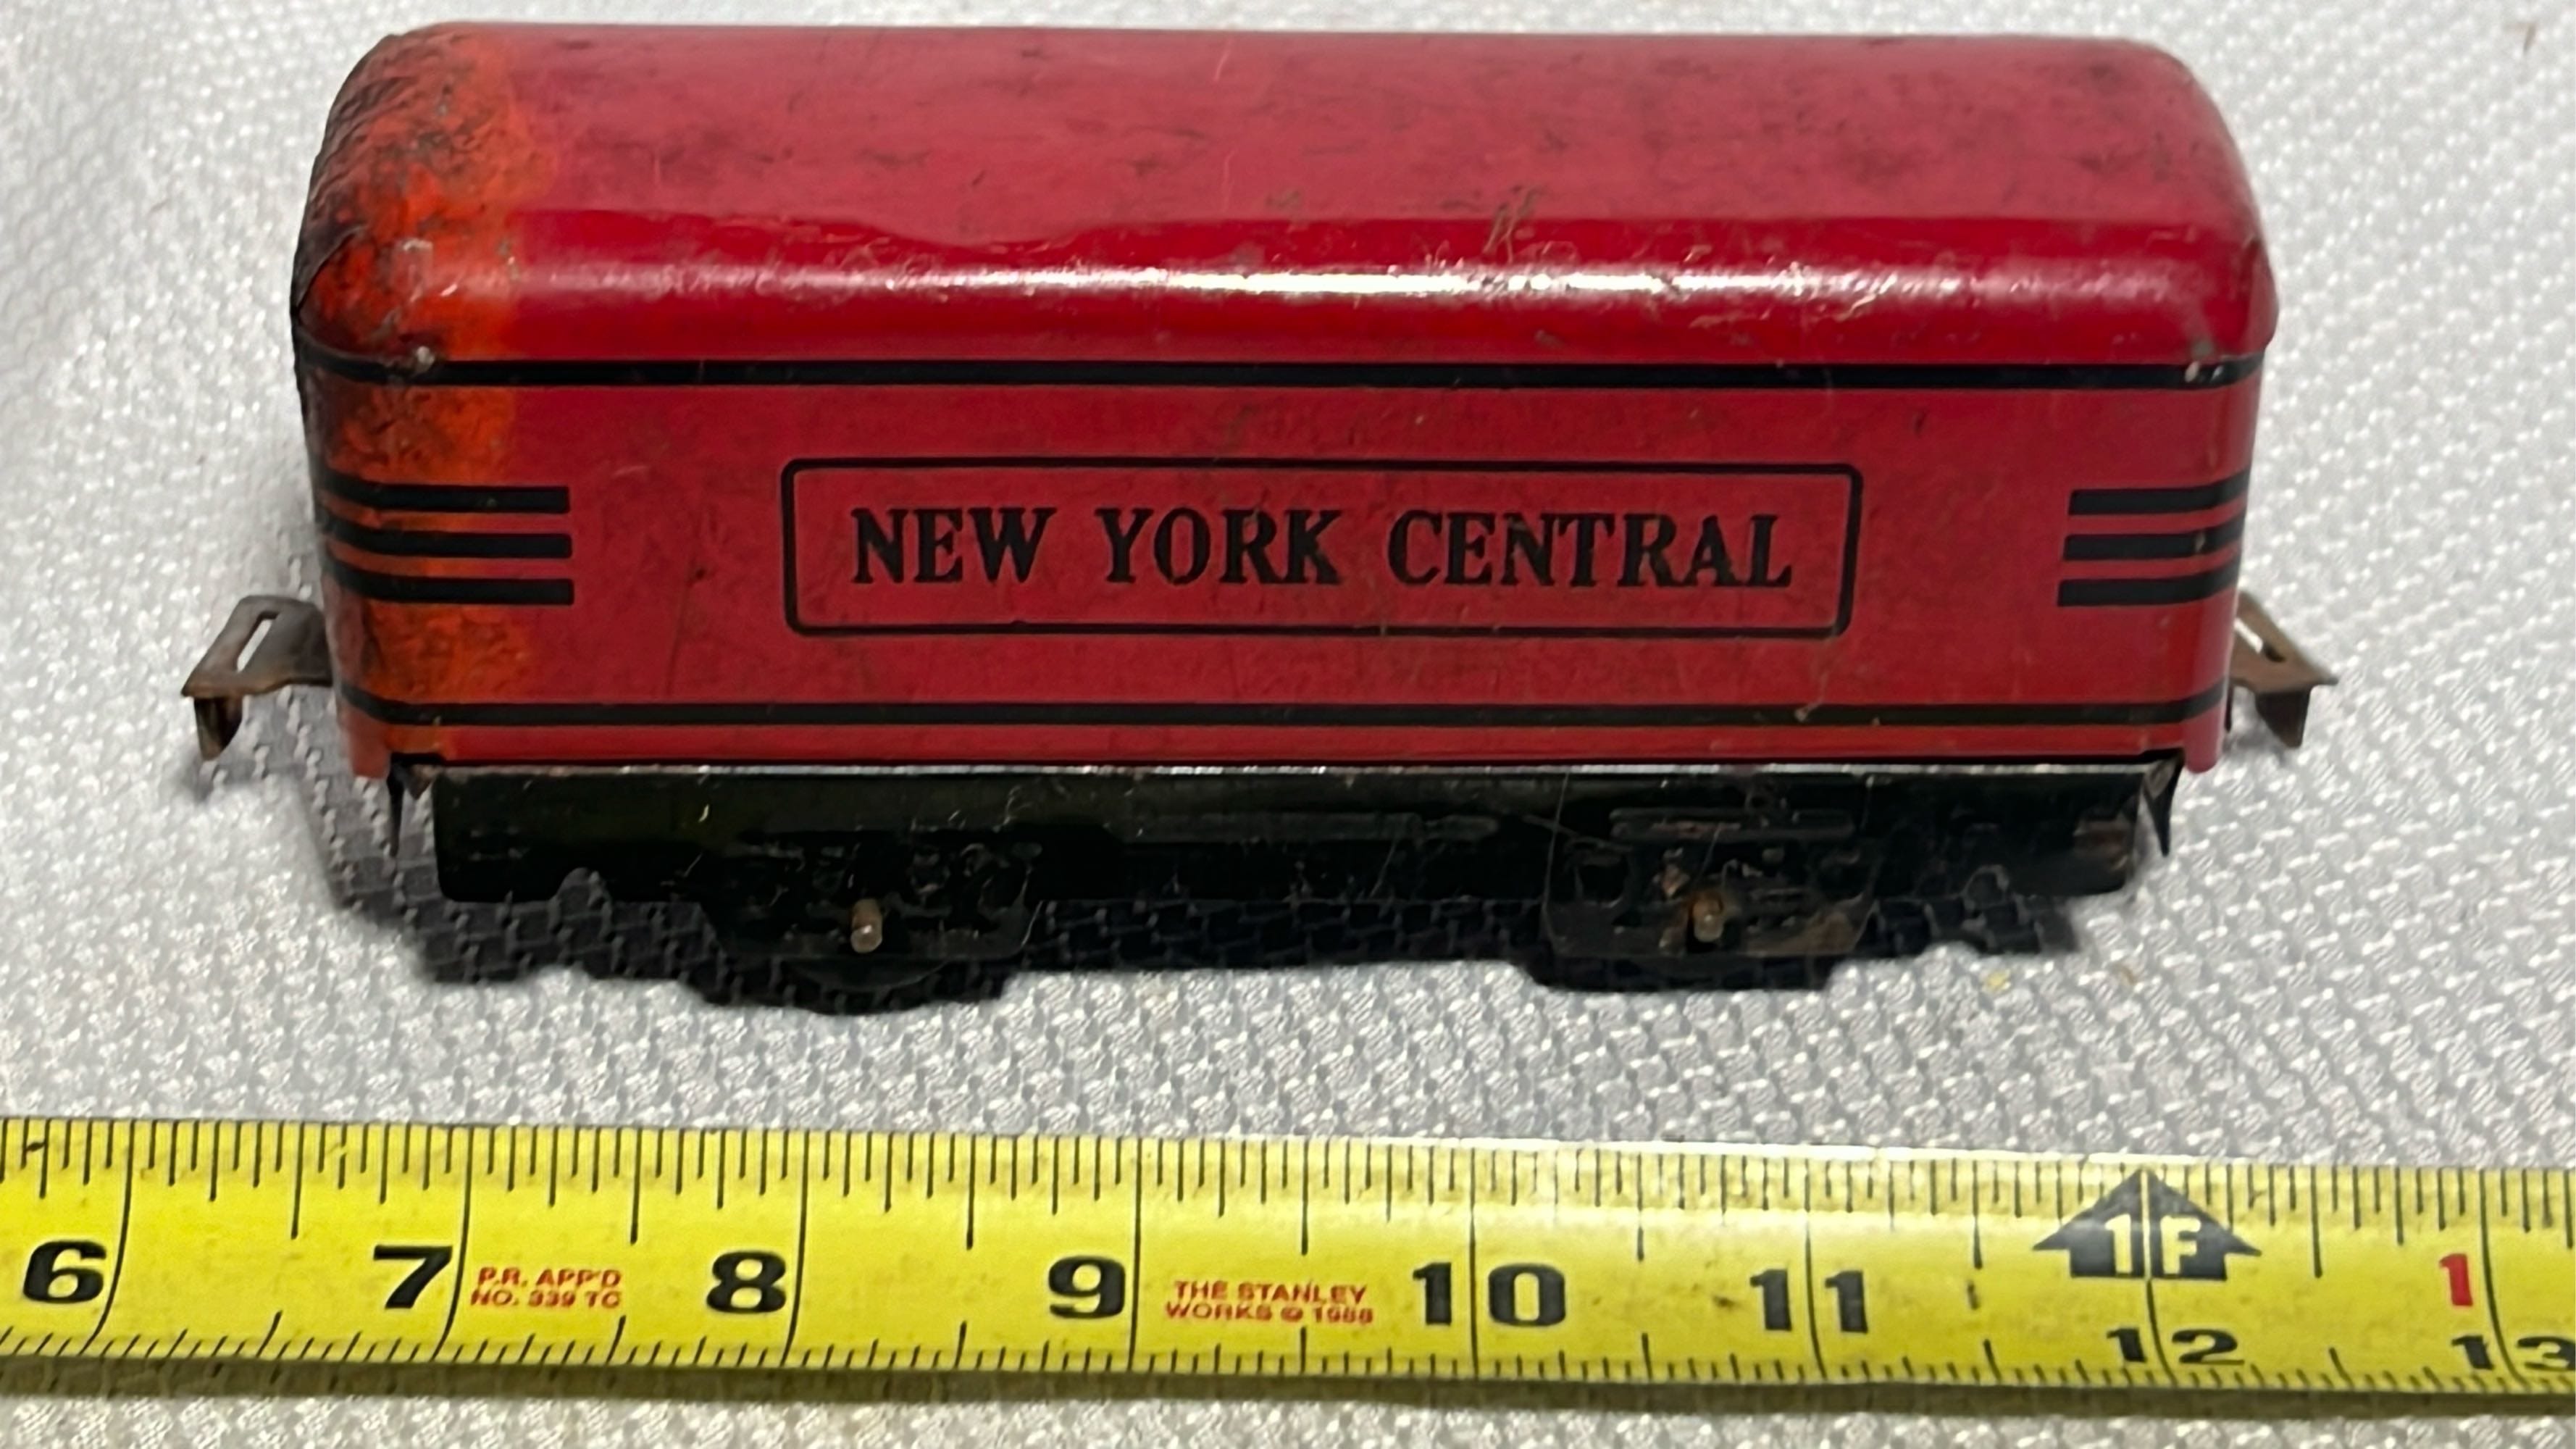 NEW YORK CENTRAL
6 7 8 9 10 11 1F 1
P.R. APP'D
NO. 339 TC
THE STANLEY
WORKS © 1988
12 13